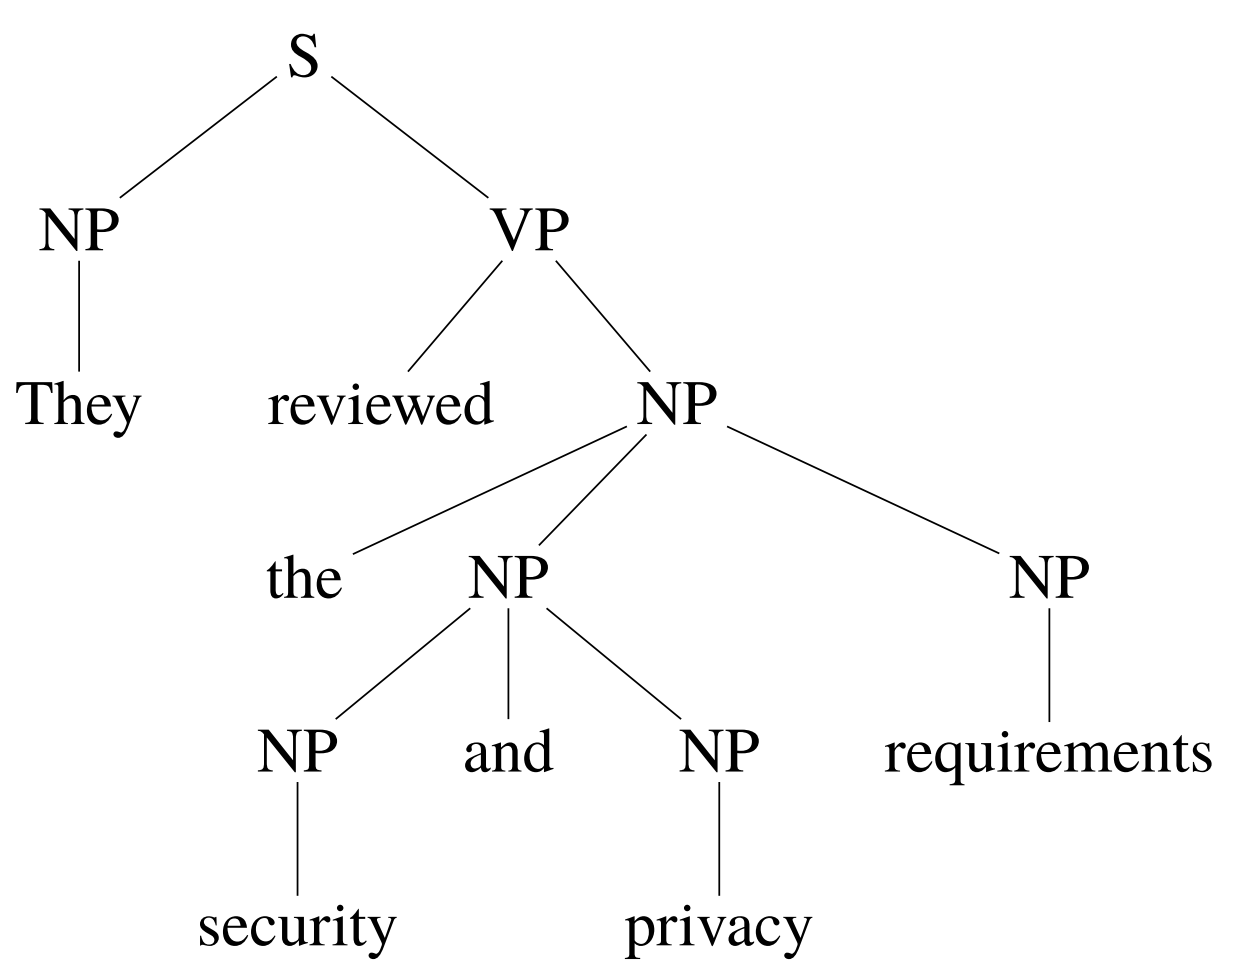 S
NP VP
They reviewed NP
the NP NP
NP and NP requirements
security privacy